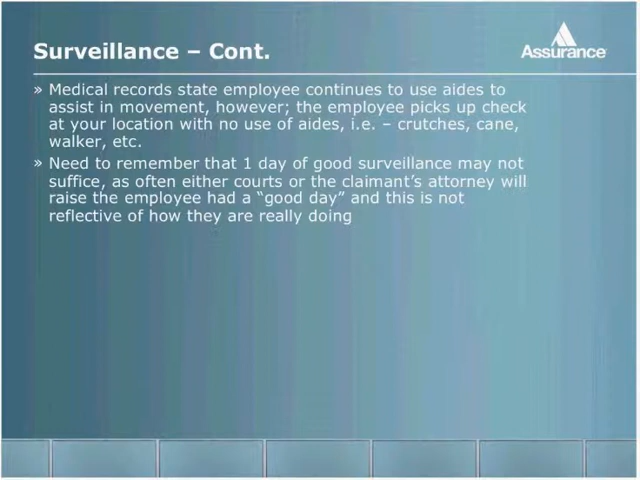 Surveillance – Cont.
Assurance
» Medical records state employee continues to use aides to
assist in movement, however; the employee picks up check
at your location with no use of aides, i.e. – crutches, cane,
walker, etc.
» Need to remember that 1 day of good surveillance may not
suffice, as often either courts or the claimant’s attorney will
raise the employee had a “good day” and this is not
reflective of how they are really doing